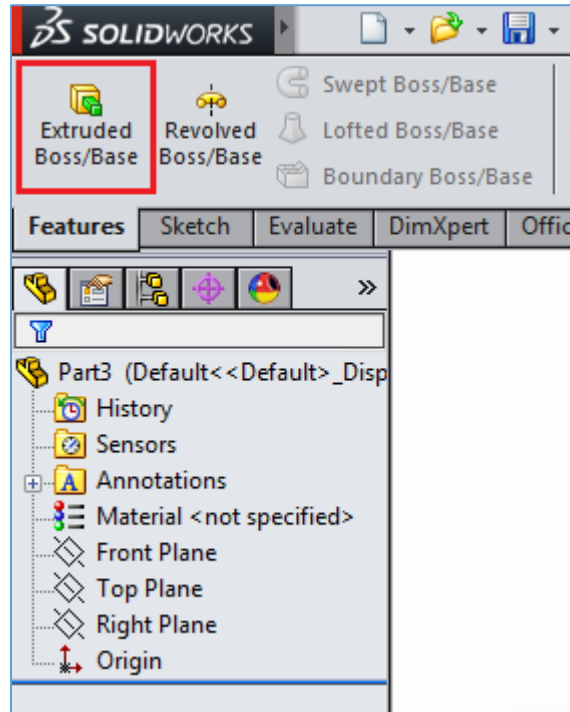 SOLIDWORKS
Extruded Boss/Base
Revolved Boss/Base
Swept Boss/Base
Lofted Boss/Base
Boundary Boss/Base
Features Sketch Evaluate DimXpert Offic
Part3 (Default<<Default>_Disp
History
Sensors
A Annotations
Material <not specified>
Front Plane
Top Plane
Right Plane
Origin